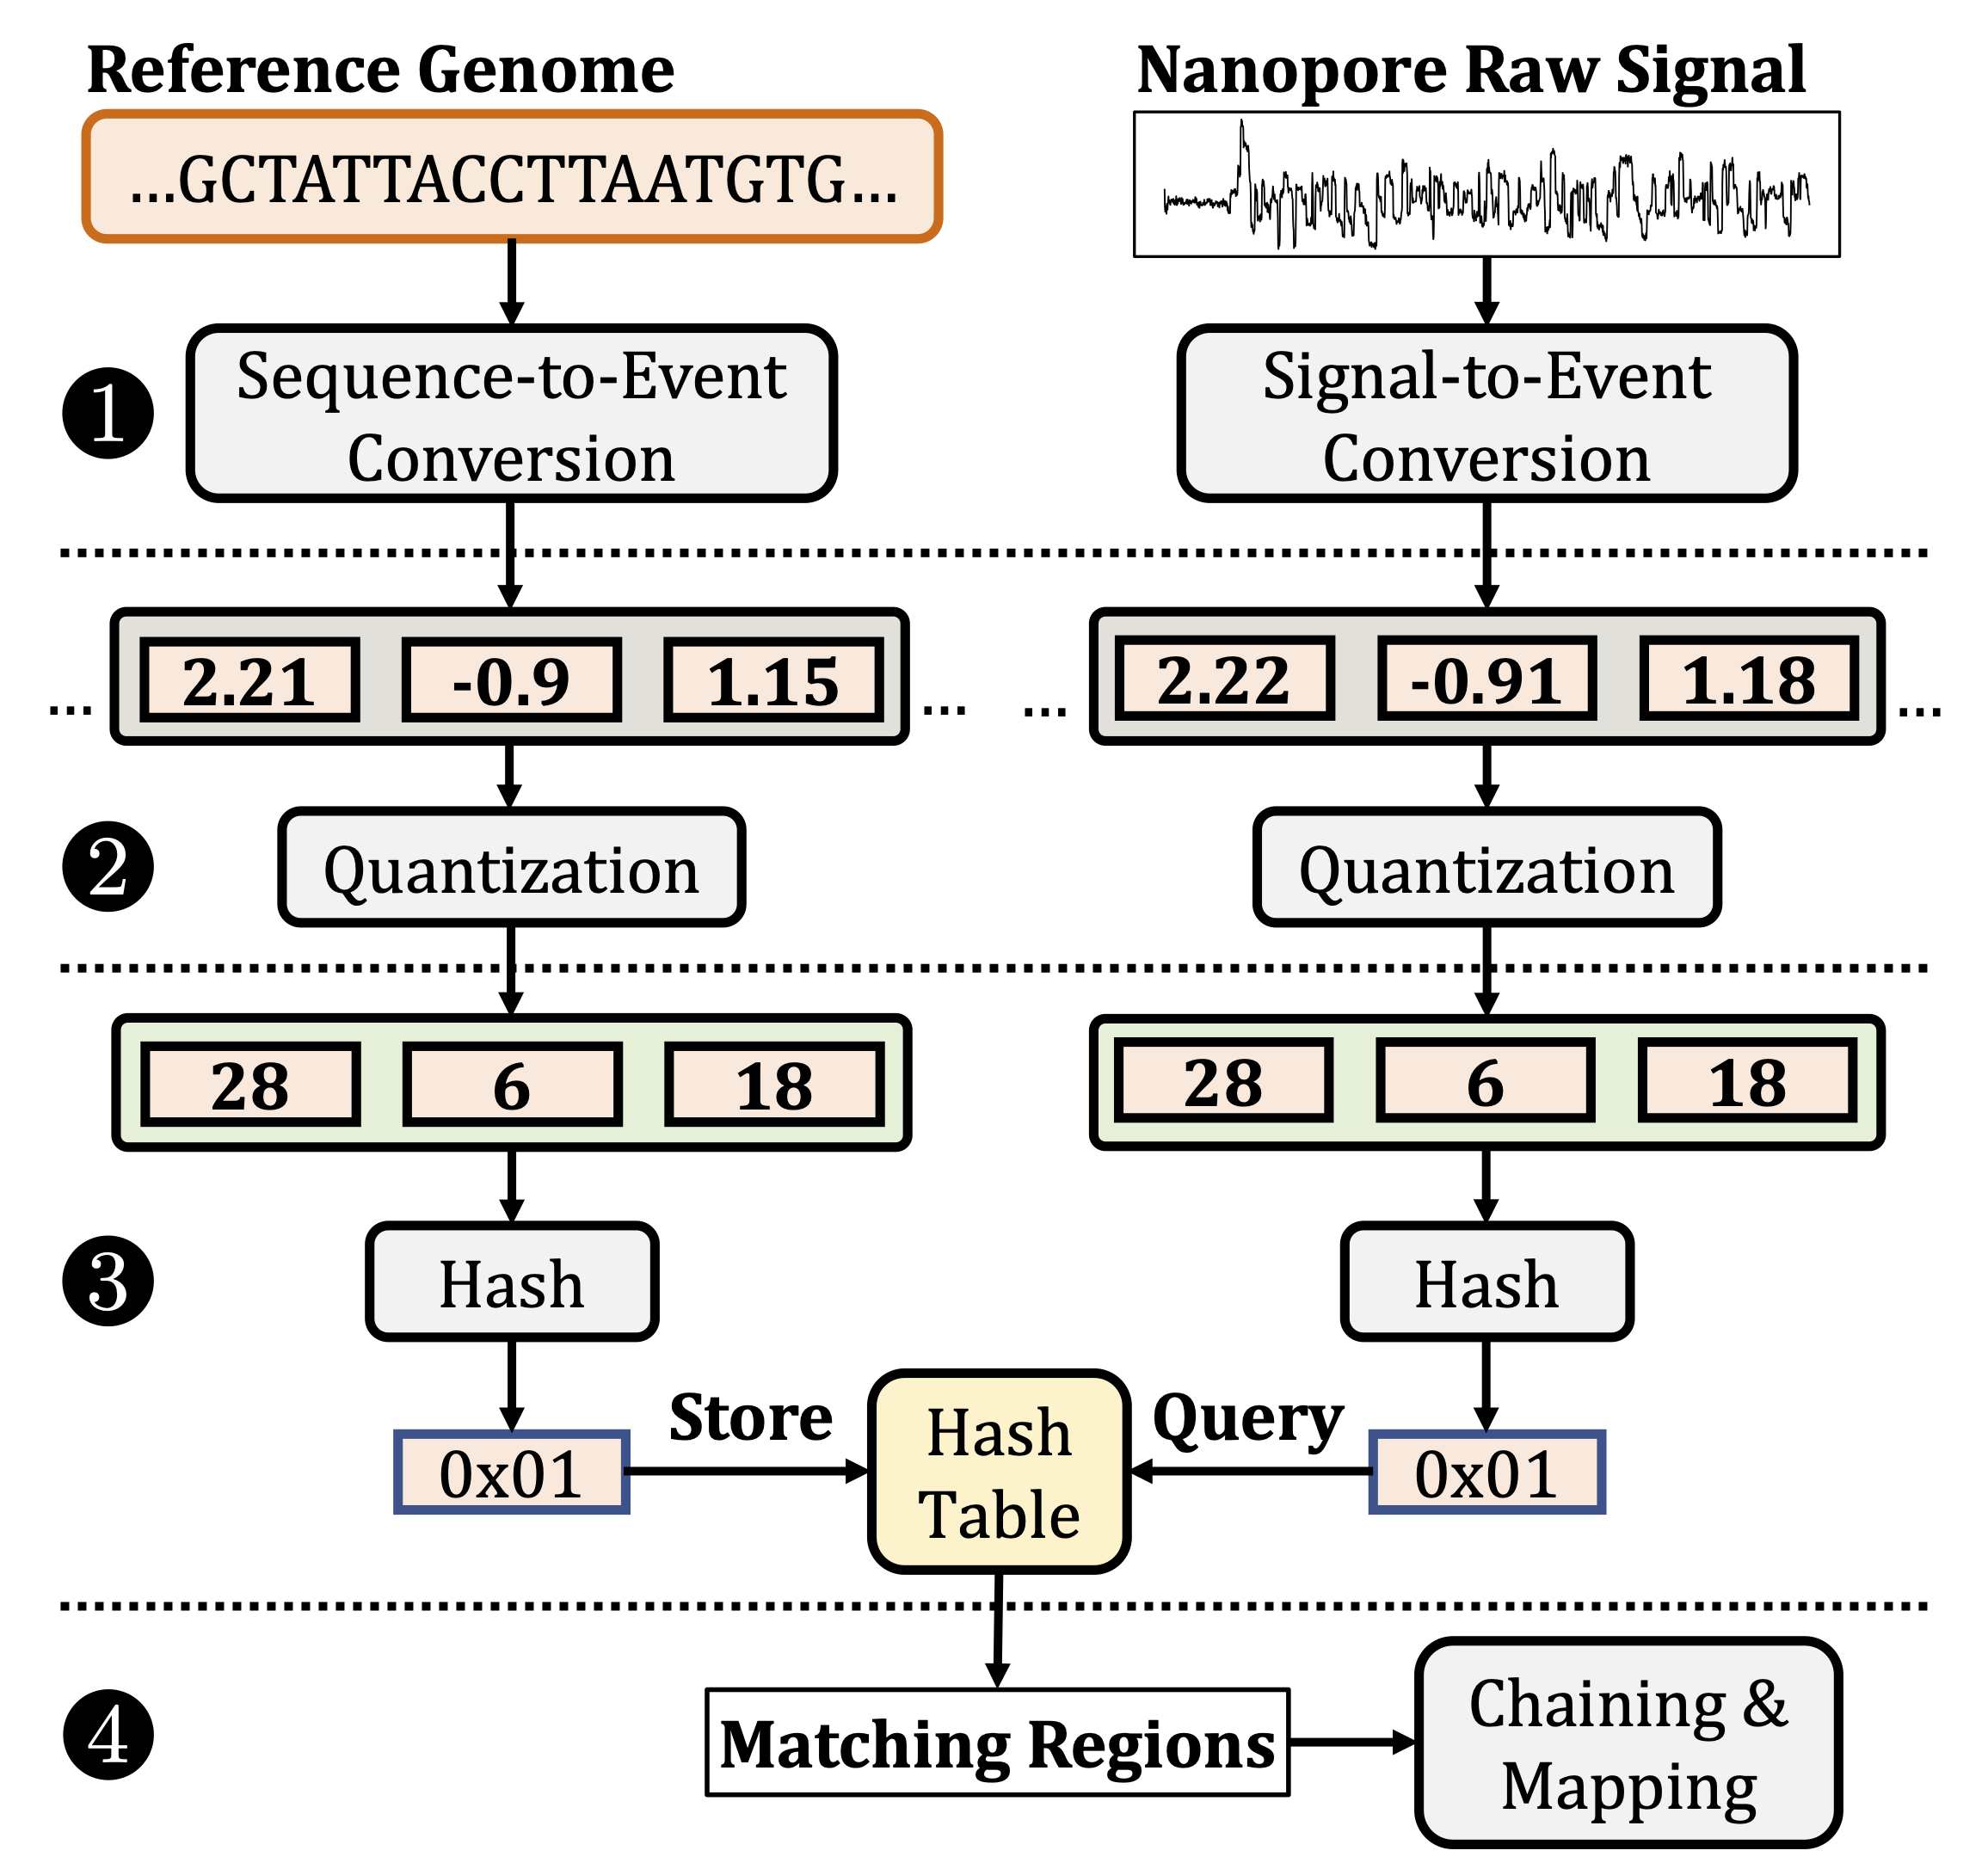 Reference Genome
Nanopore Raw Signal
...GCTATTACCTTAATGTG...
1
Sequence-to-Event
Conversion
Signal-to-Event
Conversion
... 2.21 -0.9 1.15 ...
... 2.22 -0.91 1.18 ...
2
Quantization
Quantization
28 6 18
28 6 18
3
Hash
Hash
0x01
Store
Hash
Table
Query
0x01
4
Matching Regions
Chaining &
Mapping